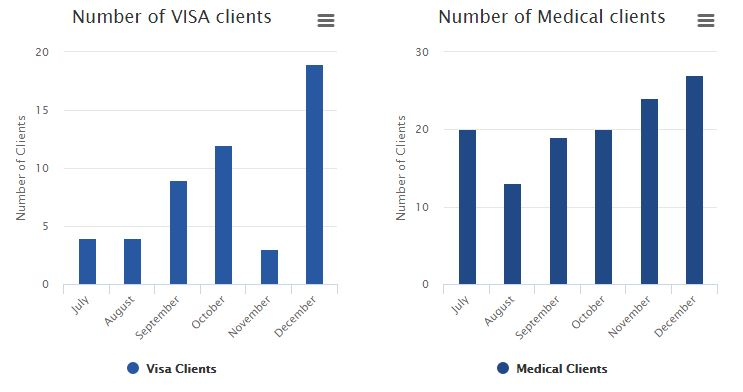 Number of VISA clients
Number of Clients
20
15
10
5
0
July
August
September
October
November
December
Visa Clients
Number of Medical clients
Number of Clients
30
20
10
0
July
August
September
October
November
December
Medical Clients